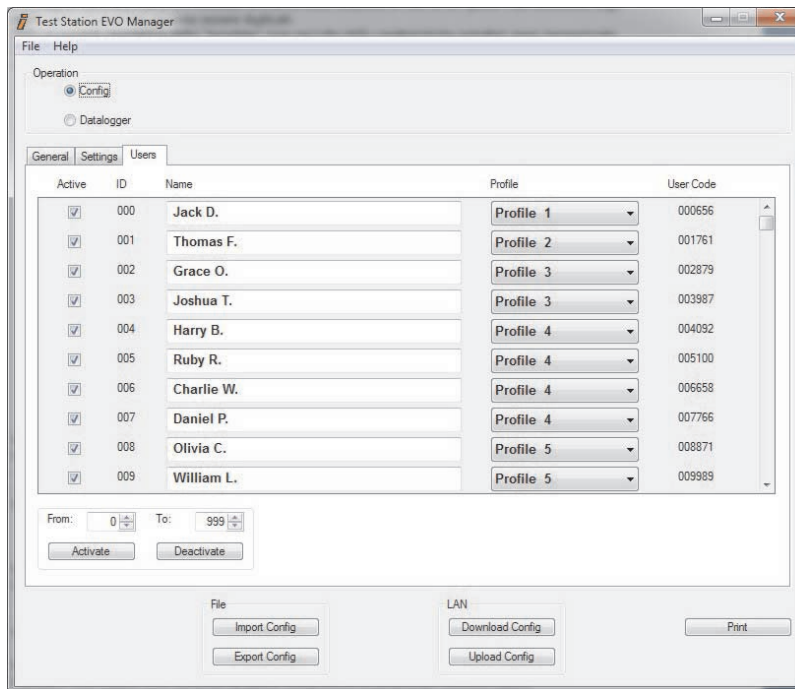 Test Station EVO Manager
File Help
Operation
Config
Datalogger
General Settings Users
Active ID Name Profile User Code
000 Jack D. Profile 1 000656
001 Thomas F. Profile 2 001761
002 Grace O. Profile 3 002879
003 Joshua T. Profile 3 003987
004 Harry B. Profile 4 004092
005 Ruby R. Profile 4 005100
006 Charlie W. Profile 4 006658
007 Daniel P. Profile 4 007766
008 Olivia C. Profile 5 008871
009 William L. Profile 5 009989
From: 0 To: 999
Activate Deactivate
File LAN
Import Config Download Config Print
Export Config Upload Config